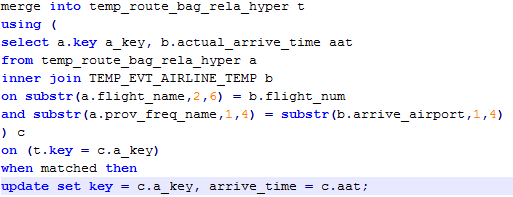 merge into temp_route_bag_rela_hyper t
using (
select a.key a_key, b.actual_arrive_time aat
from temp_route_bag_rela_hyper a
inner join TEMP_EVT_AIRLINE_TEMP b
on substr(a.flight_name,2,6) = b.flight_num
and substr(a.prov_freq_name,1,4) = substr(b.arrive_airport,1,4)
) c
on (t.key = c.a_key)
when matched then
update set key = c.a_key, arrive_time = c.aat;